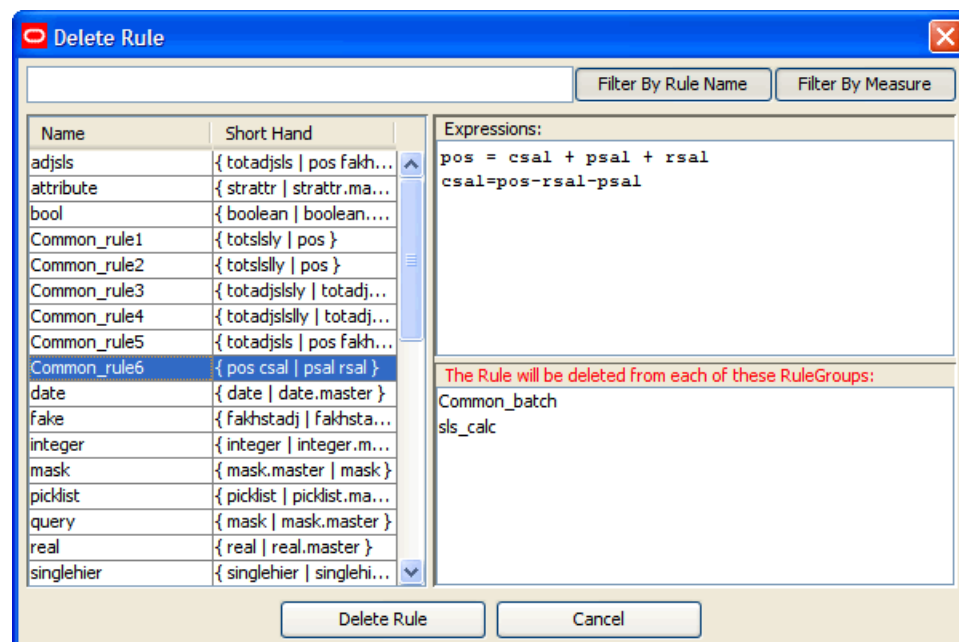 Delete Rule
Filter By Rule Name Filter By Measure
Name Short Hand
adjsls { totadjsls | pos fakh...
attribute { strattr | strattr.ma...
bool { boolean | boolean....
Common_rule1 { totslsly | pos }
Common_rule2 { totslslly | pos }
Common_rule3 { totadjslsly | totadj...
Common_rule4 { totadjslslly | totadj...
Common_rule5 { totadjsls | pos fakh...
Common_rule6 { pos csal | psal rsal }
date { date | date.master }
fake { fakhstadj | fakhsta...
integer { integer | integer.m...
mask { mask.master | mask }
picklist { picklist | picklist.ma...
query { mask | mask.master }
real { real | real.master }
singlehier { singlehier | singlehi...
Expressions:
pos = csal + psal + rsal
csal=pos-rsal-psal
The Rule will be deleted from each of these RuleGroups:
Common_batch
sls_calc
Delete Rule Cancel